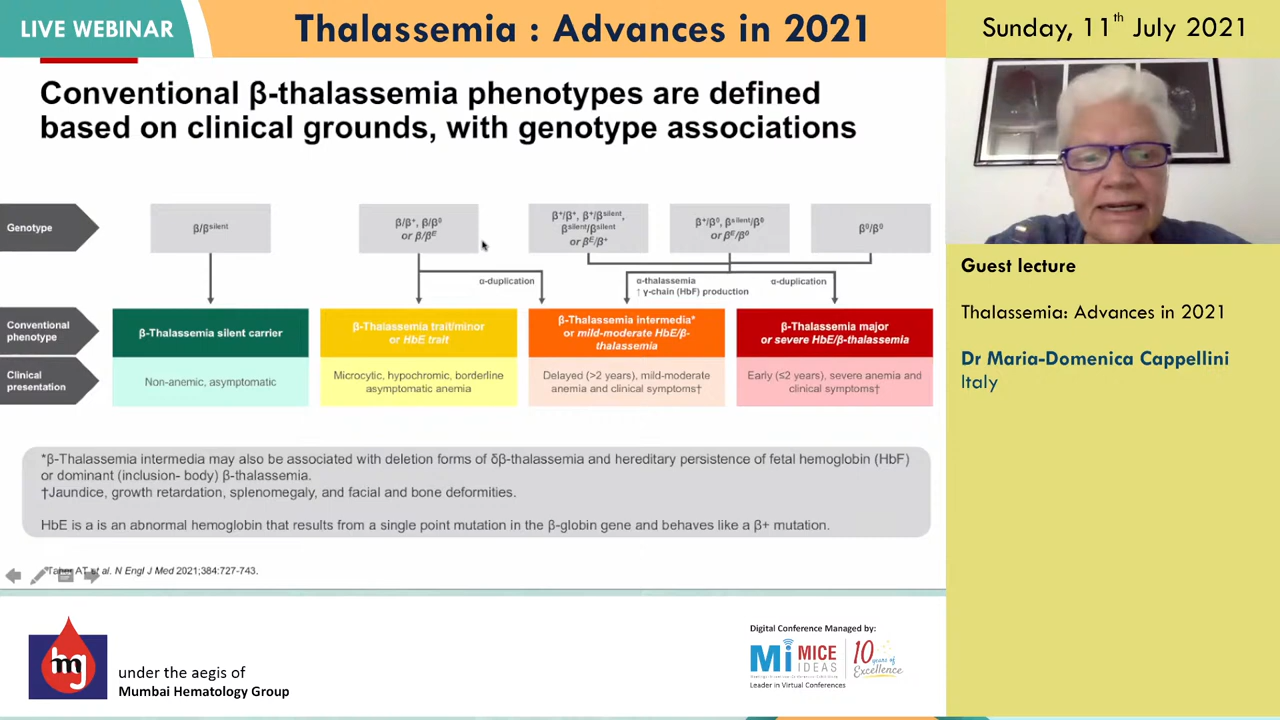 LIVE WEBINAR
Thalassemia : Advances in 2021
Sunday, 11th July 2021
Conventional β-thalassemia phenotypes are defined
based on clinical grounds, with genotype associations
Genotype
β/βsilent
β/β⁺, β/β⁰
or β/βᴱ
β⁺/β⁺, β⁺/βsilent,
βsilent/βsilent
or βᴱ/β⁺
β⁺/β⁰, βsilent/β⁰
or βᴱ/β⁰
β⁰/β⁰
α-duplication
α-thalassemia
↑ γ-chain (HbF) production
α-duplication
Conventional
phenotype
β-Thalassemia silent carrier
β-Thalassemia trait/minor
or HbE trait
β-Thalassemia intermedia*
or mild-moderate HbE/β-
thalassemia
β-Thalassemia major
or severe HbE/β-thalassemia
Clinical
presentation
Non-anemic, asymptomatic
Microcytic, hypochromic, borderline
asymptomatic anemia
Delayed (>2 years), mild-moderate
anemia and clinical symptoms†
Early (≤2 years), severe anemia and
clinical symptoms†
*β-Thalassemia intermedia may also be associated with deletion forms of δβ-thalassemia and hereditary persistence of fetal hemoglobin (HbF)
or dominant (inclusion- body) β-thalassemia.
†Jaundice, growth retardation, splenomegaly, and facial and bone deformities.
HbE is a is an abnormal hemoglobin that results from a single point mutation in the β-globin gene and behaves like a β+ mutation.
AT et al. N Engl J Med 2021;384:727-743.
Guest lecture
Thalassemia: Advances in 2021
Dr Maria-Domenica Cappellini
Italy
hg
under the aegis of
Mumbai Hematology Group
Digital Conference Managed by:
Mi MICE
IDEAS
10 years of
Excellence
Leader in Virtual Conferences